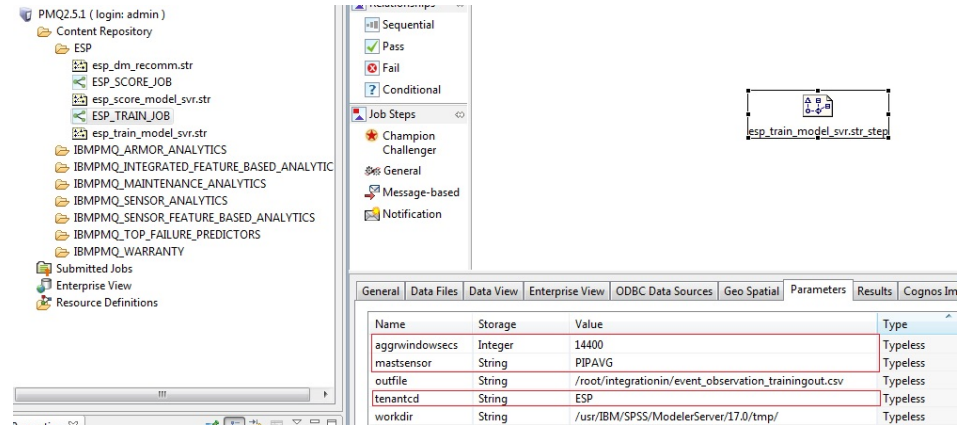 PMQ2.5.1 ( login: admin )
Content Repository
ESP
esp_dm_recomm.str
ESP_SCORE_JOB
esp_score_model_svr.str
ESP_TRAIN_JOB
esp_train_model_svr.str
IBMPMQ_ARMOR_ANALYTICS
IBMPMQ_INTEGRATED_FEATURE_BASED_ANALYTIC
IBMPMQ_MAINTENANCE_ANALYTICS
IBMPMQ_SENSOR_ANALYTICS
IBMPMQ_SENSOR_FEATURE_BASED_ANALYTICS
IBMPMQ_TOP_FAILURE_PREDICTORS
IBMPMQ_WARRANTY
Submitted Jobs
Enterprise View
Resource Definitions
Relationships
Sequential
Pass
Fail
Conditional
Job Steps
Champion
Challenger
General
Message-based
Notification
esp_train_model_svr.str_step
General Data Files Data View Enterprise View ODBC Data Sources Geo Spatial Parameters Results Cognos Im
Name Storage Value Type
aggrwindowsecs Integer 14400 Typeless
mastsensor String PIPAVG Typeless
outfile String /root/integrationin/event_observation_trainingout.csv Typeless
tenantcd String ESP Typeless
workdir String /usr/IBM/SPSS/ModelerServer/17.0/tmp/ Typeless